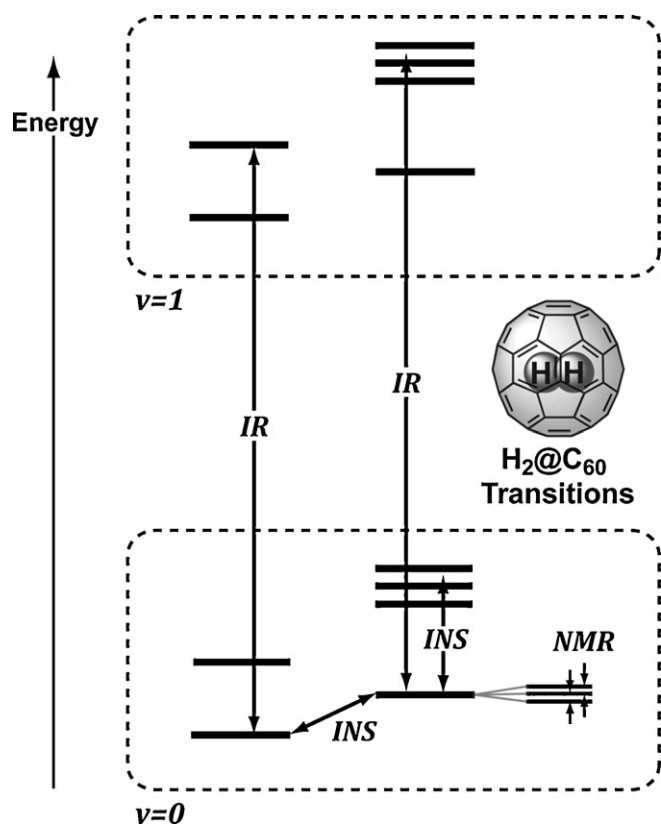 Energy
v=1
IR
IR
H H
H₂@C₆₀
Transitions
INS
NMR
INS
v=0